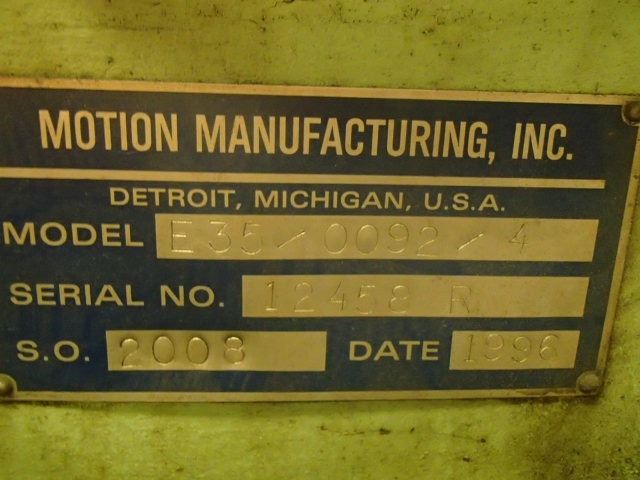 MOTION MANUFACTURING, INC.
DETROIT, MICHIGAN, U.S.A.
MODEL E35/0092/4
SERIAL NO. 12458 R
S.O. 2008 DATE 1996